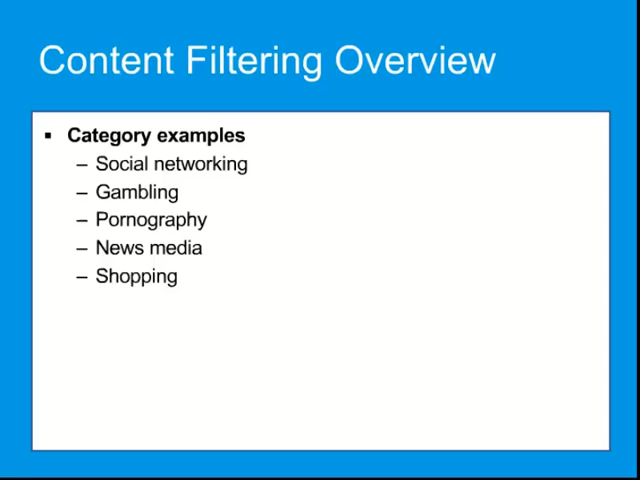 Content Filtering Overview
▪ Category examples
– Social networking
– Gambling
– Pornography
– News media
– Shopping